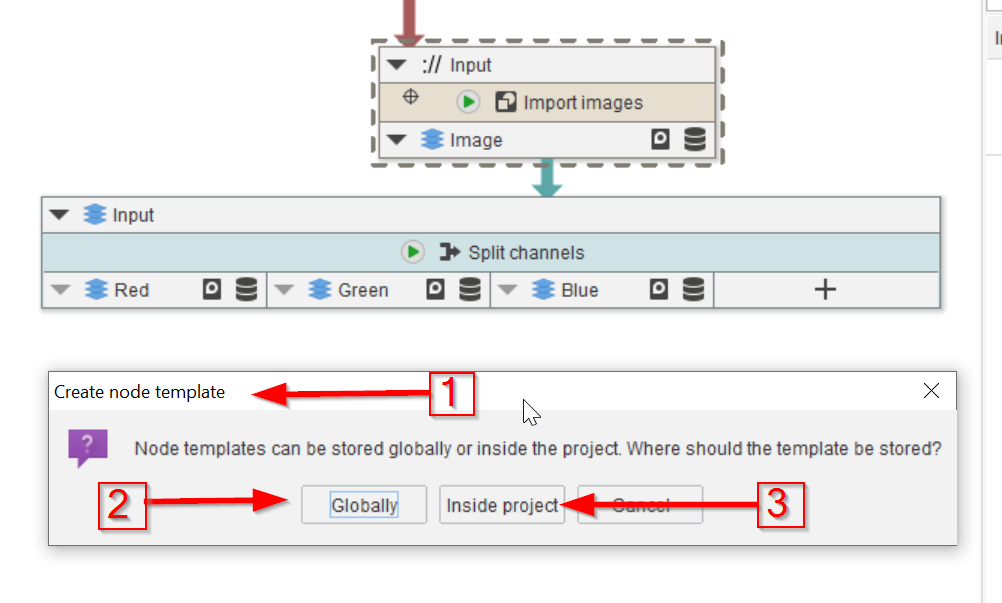 :// Input
Import images
Image
Input
Split channels
Red Green Blue +
Create node template
1
Node templates can be stored globally or inside the project. Where should the template be stored?
2 Globally Inside project Cancel 3